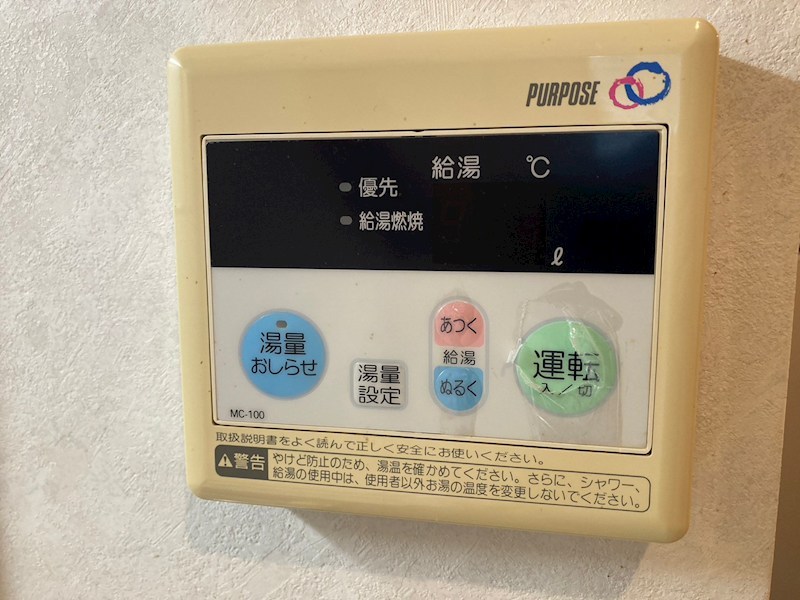 PURPOSE
給湯 ℃
優先
給湯燃焼
ℓ
湯量
おしらせ
湯量
設定
あつく
給湯
ぬるく
運転
入／切
MC-100
取扱説明書をよく読んで正しく安全にお使いください。
警告
やけど防止のため、湯温を確かめてください。さらに、シャワー、
給湯の使用中は、使用者以外お湯の温度を変更しないでください。